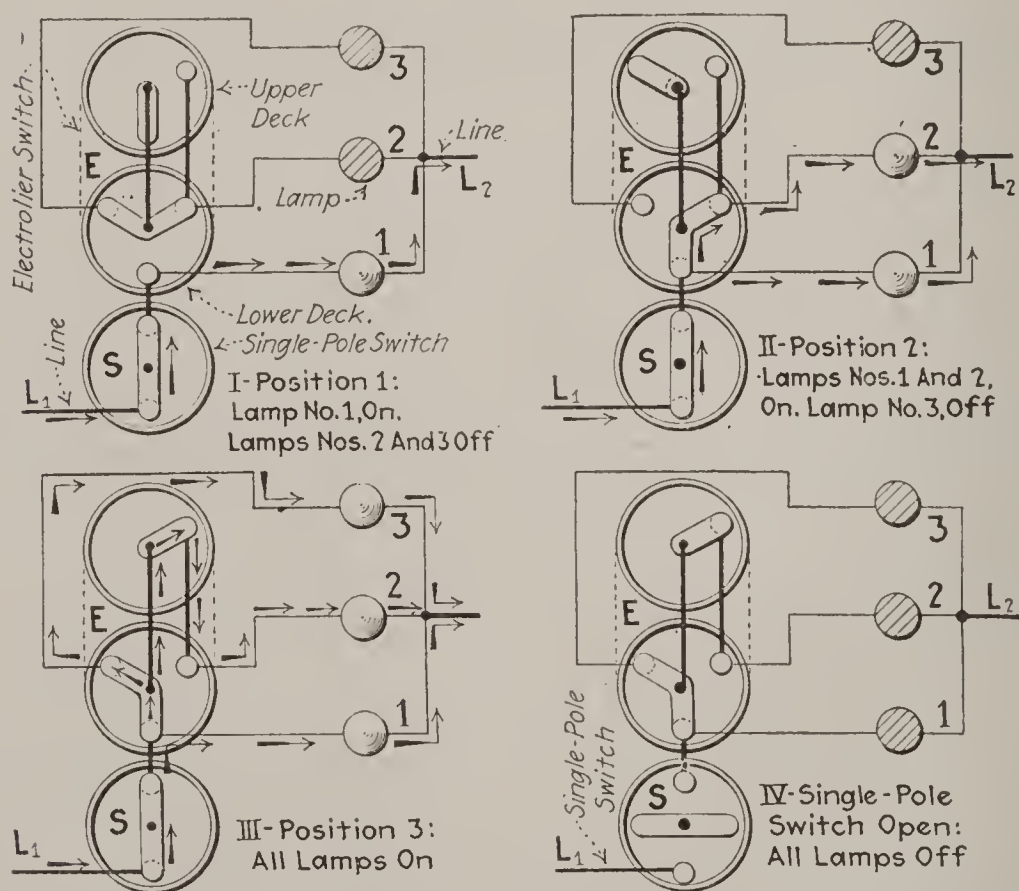 Electrolier Switch
3
Upper
Deck
E
2
Line
L2
Lamp
1
Lower Deck.
Single-Pole Switch
S
Line
L1
I-Position 1:
Lamp No.1,On.
Lamps Nos. 2 And 3 Off
3
E
2
L2
1
S
L1
II-Position 2:
Lamps Nos.1 And 2,
On. Lamp No.3, Off
3
E
2
1
S
L1
III-Position 3:
All Lamps On
3
E
2
L2
1
Single-Pole
Switch
S
L1
IV-Single-Pole
Switch Open:
All Lamps Off